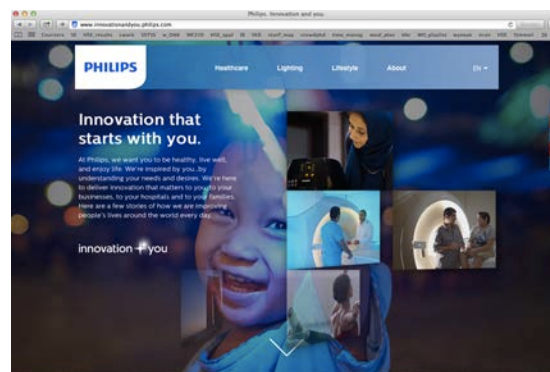 Philips. Innovation and you.
www.innovationandyou.philips.com
PHILIPS
Healthcare Lighting Lifestyle About EN
Innovation that
starts with you.
At Philips, we want you to be healthy, live well,
and enjoy life. We're inspired by you..by
understanding your needs and desires. We're here
to deliver innovation that matters to you, to your
businesses, to your hospitals and to your families.
Here are a few stories of how we are improving
people's lives around the world every day.
innovation + you